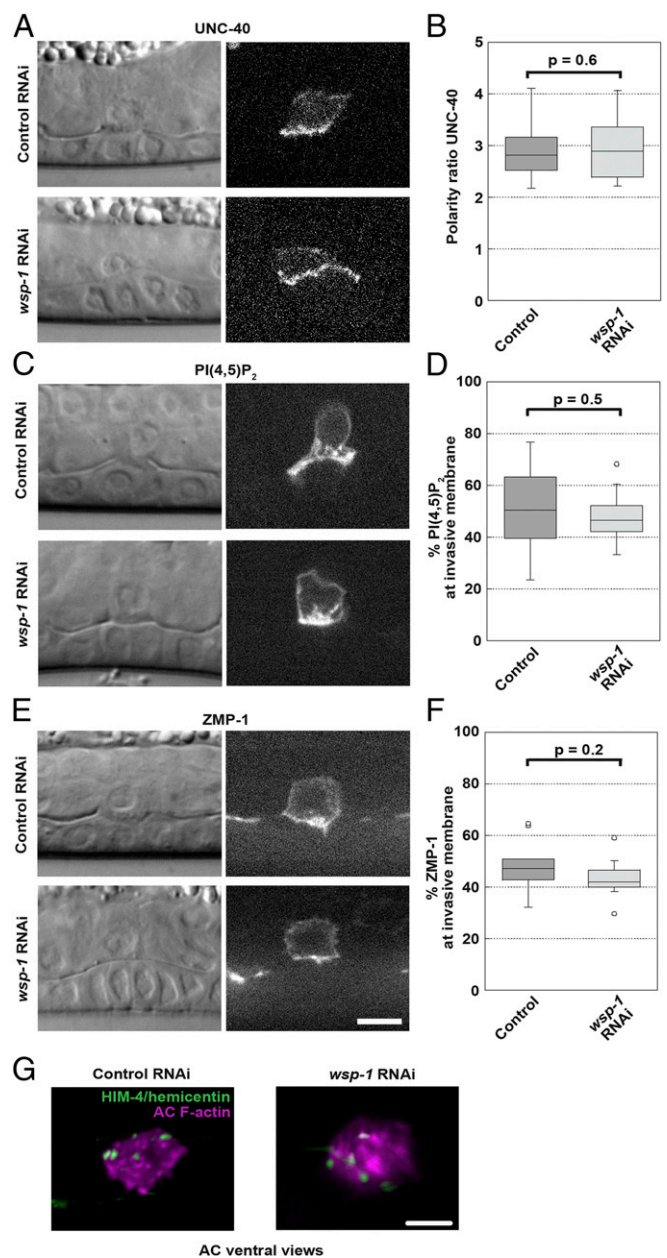 A
UNC-40
Control RNAi
wsp-1 RNAi
B
Polarity ratio UNC-40
5
4
3
2
1
0
p = 0.6
Control
wsp-1
RNAi
C
PI(4,5)P₂
Control RNAi
wsp-1 RNAi
D
% PI(4,5)P₂
at invasive membrane
100
80
60
40
20
0
p = 0.5
Control
wsp-1
RNAi
E
ZMP-1
Control RNAi
wsp-1 RNAi
F
% ZMP-1
at invasive membrane
100
80
60
40
20
0
p = 0.2
Control
wsp-1
RNAi
G
Control RNAi
wsp-1 RNAi
HIM-4/hemicentin
AC F-actin
AC ventral views